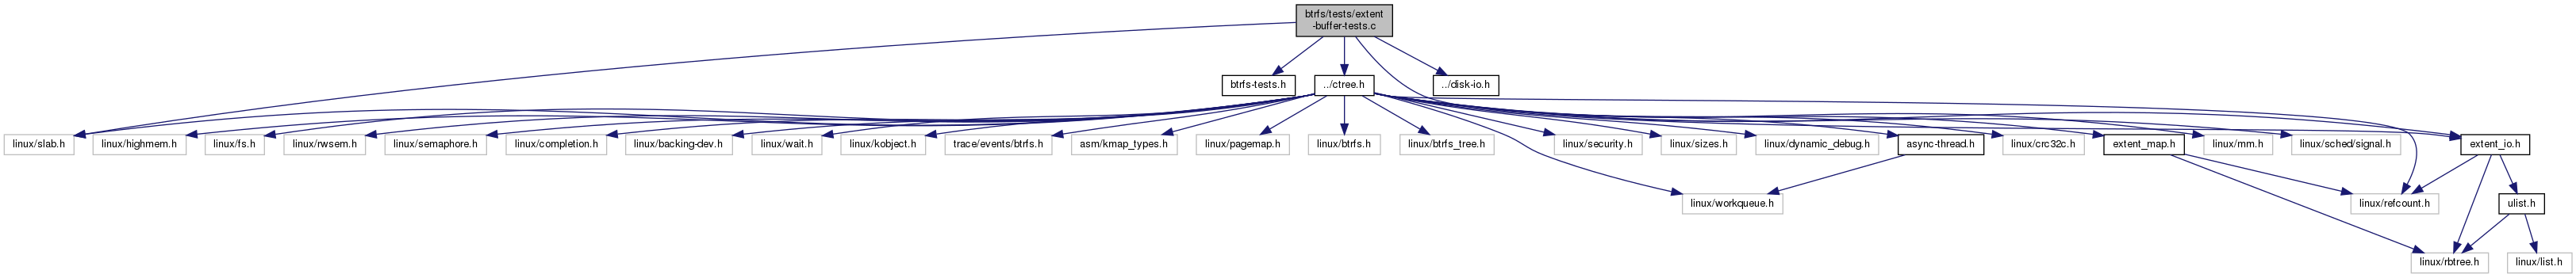 btrfs/tests/extent
-buffer-tests.c
btrfs-tests.h
../ctree.h
../disk-io.h
linux/slab.h
linux/highmem.h
linux/fs.h
linux/rwsem.h
linux/semaphore.h
linux/completion.h
linux/backing-dev.h
linux/wait.h
linux/kobject.h
trace/events/btrfs.h
asm/kmap_types.h
linux/pagemap.h
linux/btrfs.h
linux/btrfs_tree.h
linux/security.h
linux/sizes.h
linux/dynamic_debug.h
async-thread.h
linux/crc32c.h
extent_map.h
linux/mm.h
linux/sched/signal.h
extent_io.h
linux/workqueue.h
linux/refcount.h
ulist.h
linux/rbtree.h
linux/list.h